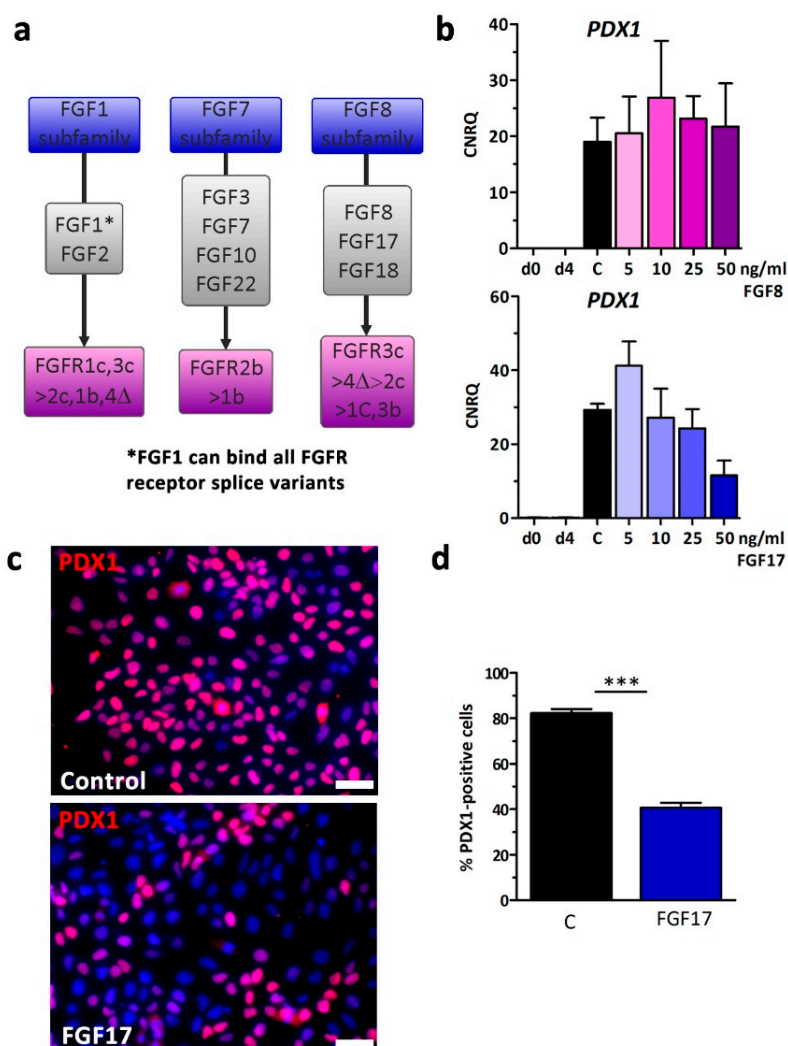 a
FGF1
subfamily
FGF7
subfamily
FGF8
subfamily
FGF1*
FGF2
FGF3
FGF7
FGF10
FGF22
FGF8
FGF17
FGF18
FGFR1c,3c
>2c,1b,4Δ
FGFR2b
>1b
FGFR3c
>4Δ>2c
>1C,3b
*FGF1 can bind all FGFR
receptor splice variants
b
PDX1
CNRQ
40
30
20
10
0
d0 d4 C 5 10 25 50 ng/ml
FGF8
PDX1
CNRQ
60
40
20
0
d0 d4 C 5 10 25 50 ng/ml
FGF17
c
PDX1
Control
PDX1
FGF17
d
% PDX1-positive cells
100
80
60
40
20
0
***
C FGF17